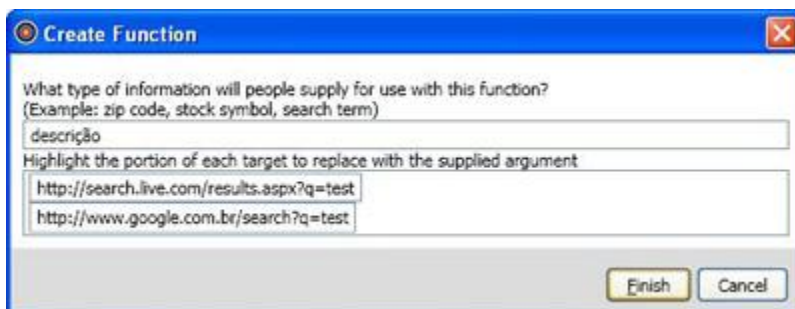 Create Function
What type of information will people supply for use with this function?
(Example: zip code, stock symbol, search term)
descrição
Highlight the portion of each target to replace with the supplied argument
http://search.live.com/results.aspx?q=test
http://www.google.com.br/search?q=test
Finish Cancel